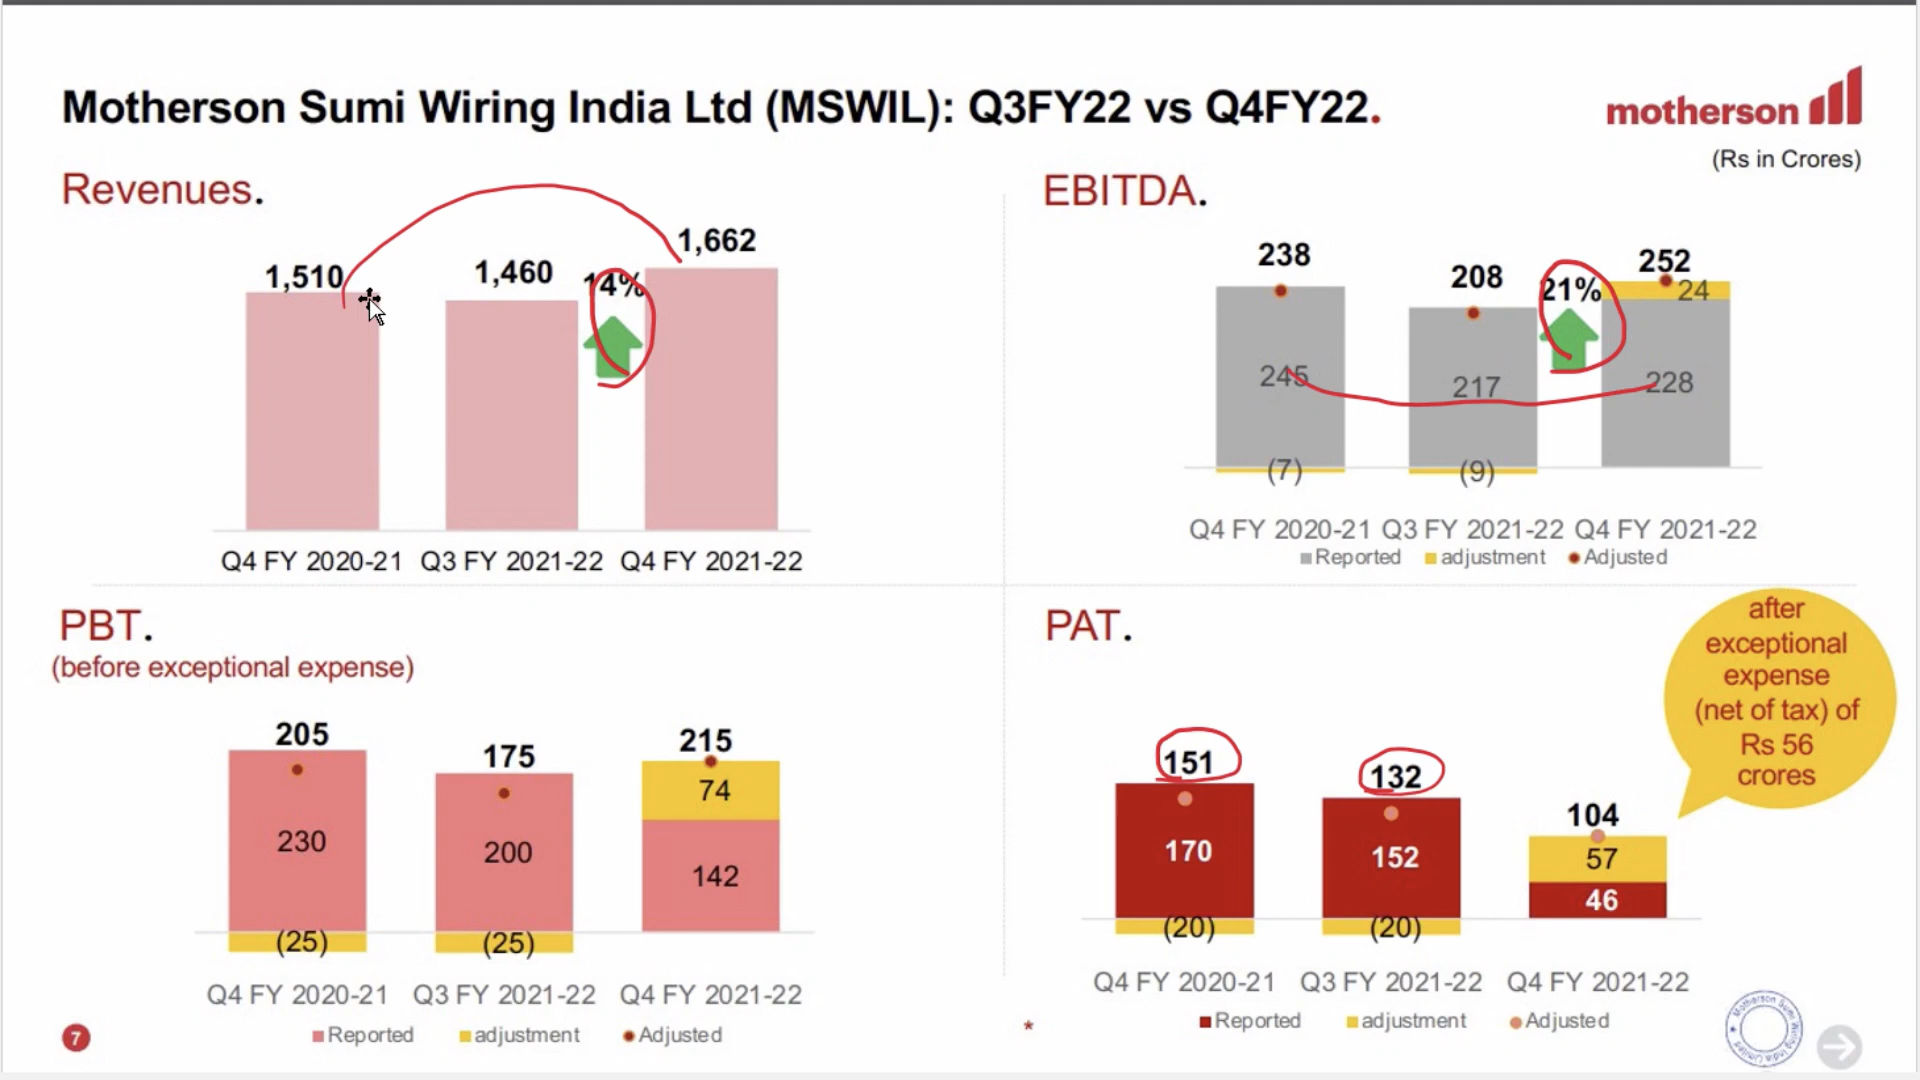 Motherson Sumi Wiring India Ltd (MSWIL): Q3FY22 vs Q4FY22.
motherson
(Rs in Crores)
Revenues.
1,510
1,460
14%
1,662
Q4 FY 2020-21 Q3 FY 2021-22 Q4 FY 2021-22
EBITDA.
238
208
21%
252
24
245
217
228
(7)
(9)
Q4 FY 2020-21 Q3 FY 2021-22 Q4 FY 2021-22
Reported adjustment Adjusted
PBT.
(before exceptional expense)
205
175
215
74
230
200
142
(25)
(25)
Q4 FY 2020-21 Q3 FY 2021-22 Q4 FY 2021-22
Reported adjustment Adjusted
PAT.
after
exceptional
expense
(net of tax) of
Rs 56
crores
151
132
104
170
152
57
46
(20)
(20)
Q4 FY 2020-21 Q3 FY 2021-22 Q4 FY 2021-22
Reported adjustment Adjusted
7
*
Motherson Sumi Wiring India Limited